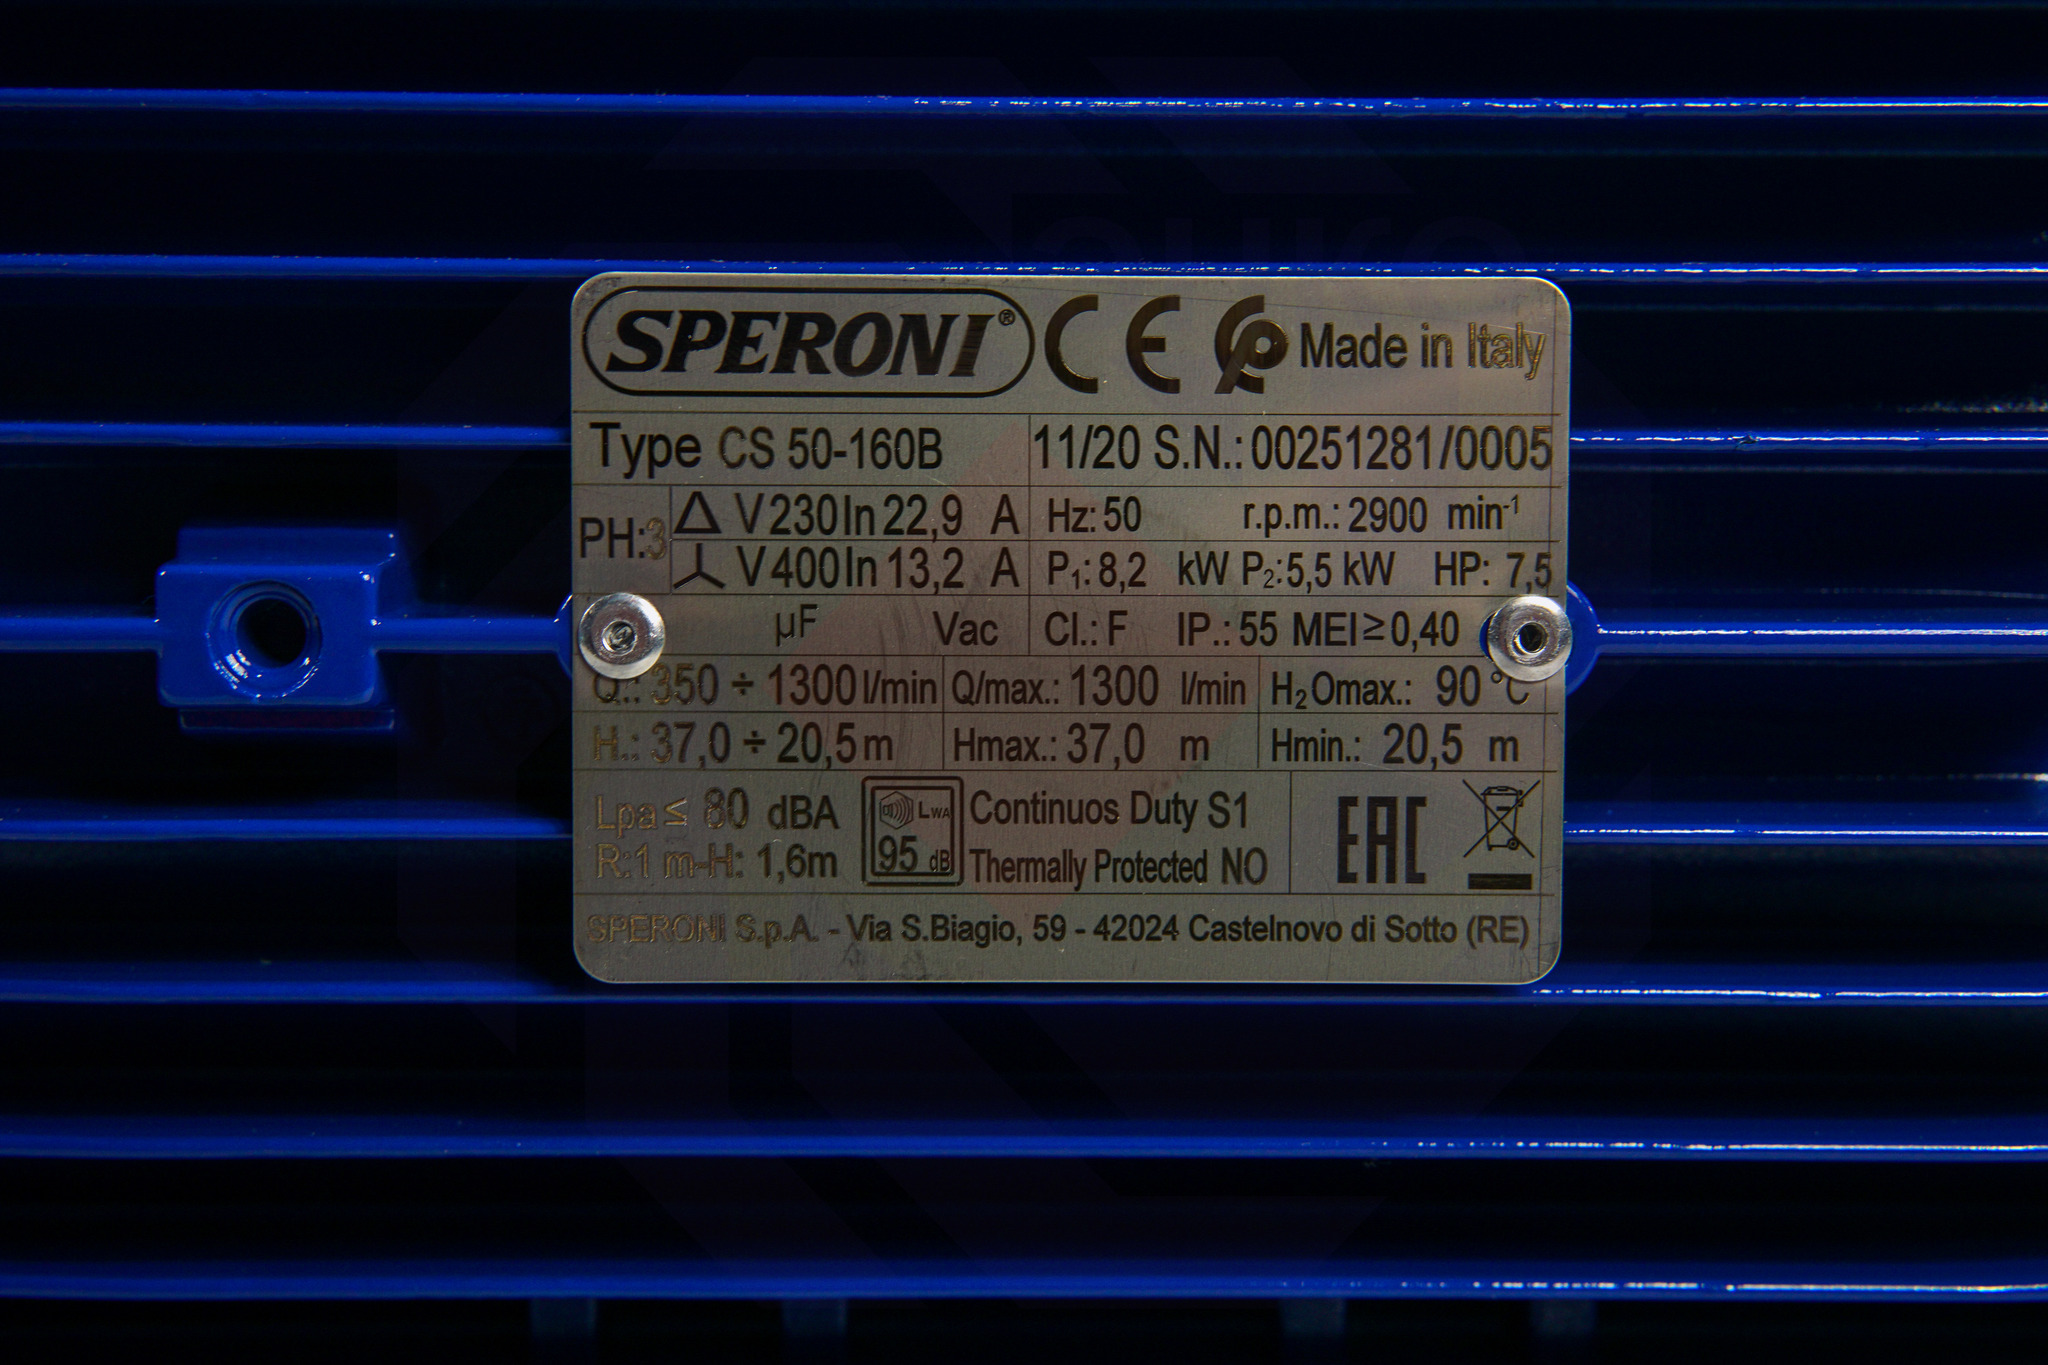 SPERONI® CE EAC Made in Italy
Type CS 50-160B 11/20 S.N.: 00251281/0005
PH:3 Δ V 230 In 22,9 A Hz: 50 r.p.m.: 2900 min-1
V 400 In 13,2 A P1: 8,2 kW P2: 5,5 kW HP: 7,5
µF Vac Cl.: F IP.: 55 MEI ≥ 0,40
Q.: 350 ÷ 1300 l/min Q/max.: 1300 l/min H2Omax.: 90 °C
H.: 37,0 ÷ 20,5 m Hmax.: 37,0 m Hmin.: 20,5 m
Lpa ≤ 80 dBA LWA Continuos Duty S1
R:1 m-H: 1,6m 95 dB Thermally Protected NO
EAC
SPERONI S.p.A. - Via S.Biagio, 59 - 42024 Castelnovo di Sotto (RE)